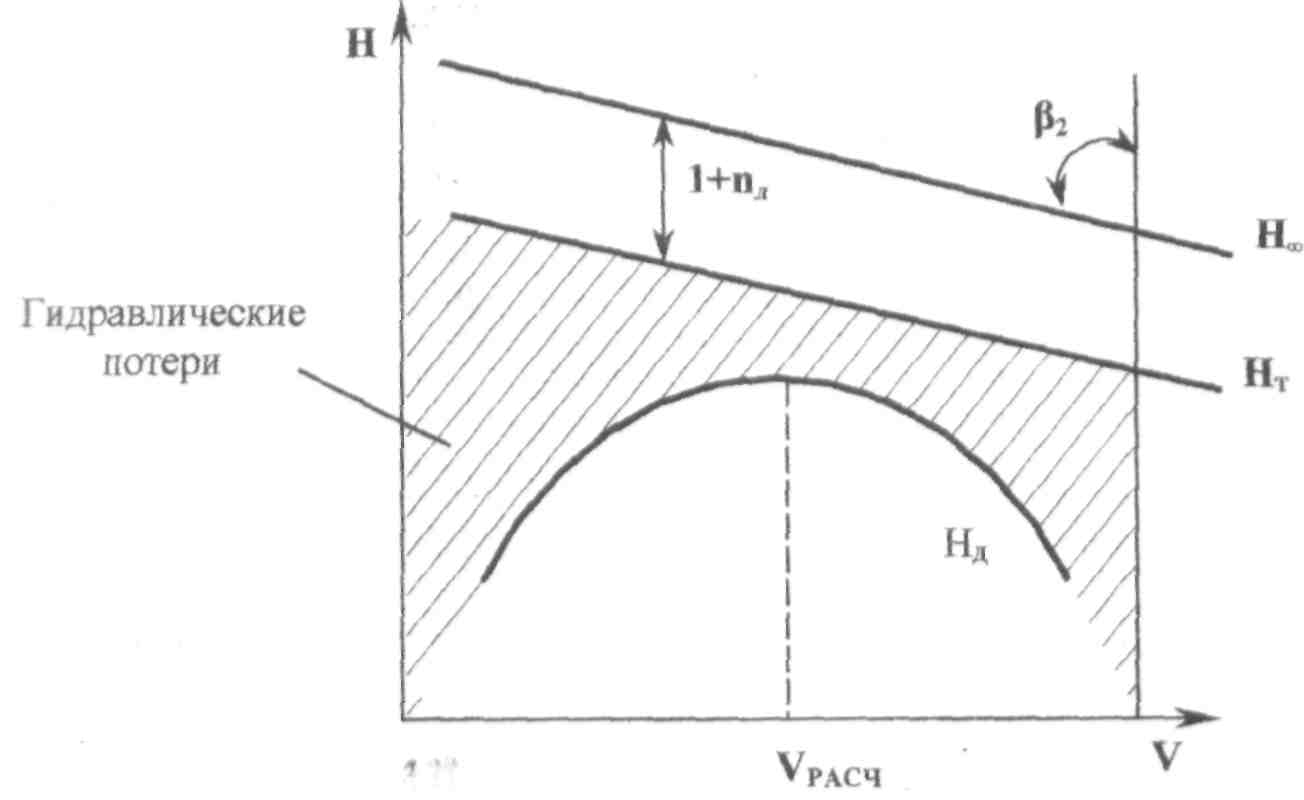 H
β₂
1+nл
H∞
Гидравлические
потери
Hт
Hд
VРАСЧ
V